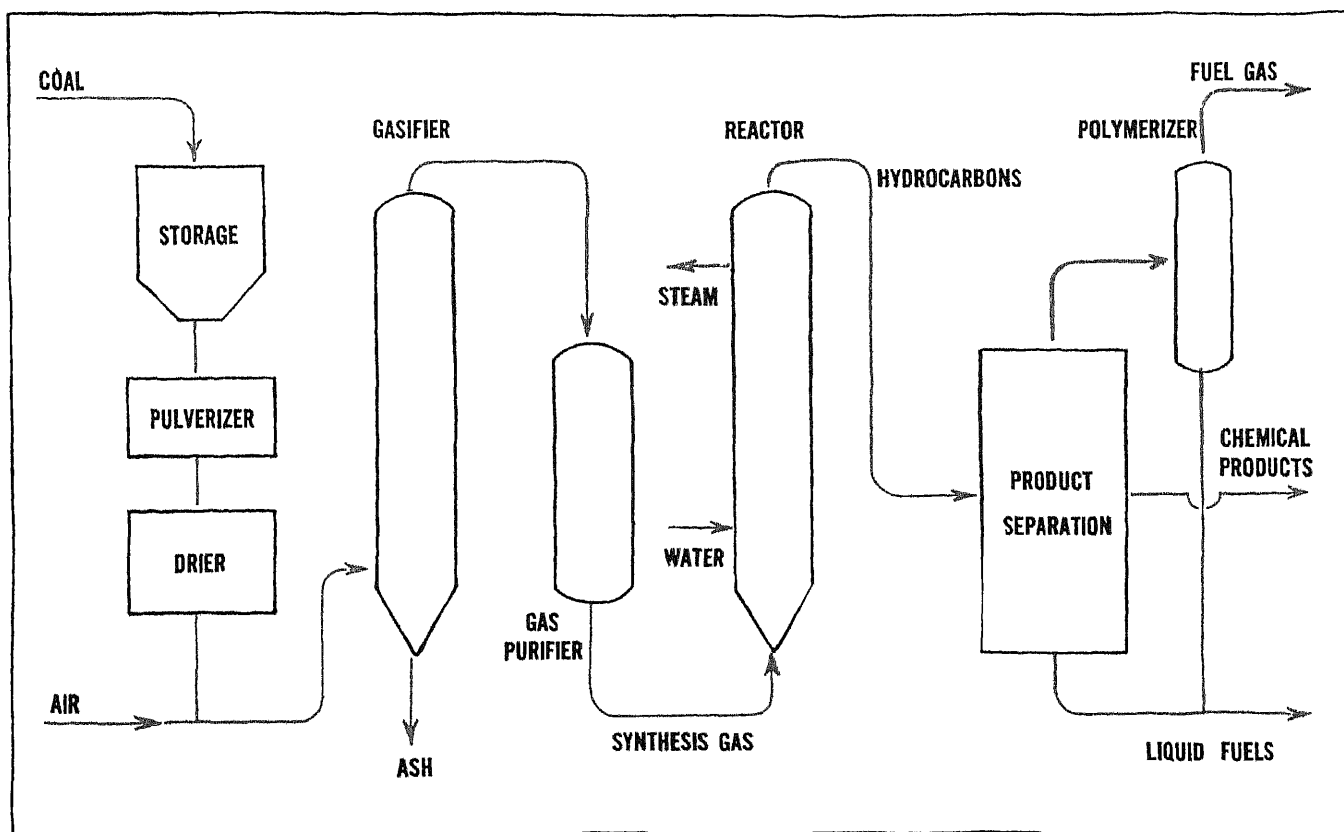 COAL
FUEL GAS
GASIFIER
REACTOR
POLYMERIZER
HYDROCARBONS
STORAGE
STEAM
PULVERIZER
CHEMICAL
PRODUCTS
PRODUCT
SEPARATION
DRIER
WATER
GAS
PURIFIER
AIR
SYNTHESIS GAS
LIQUID FUELS
ASH